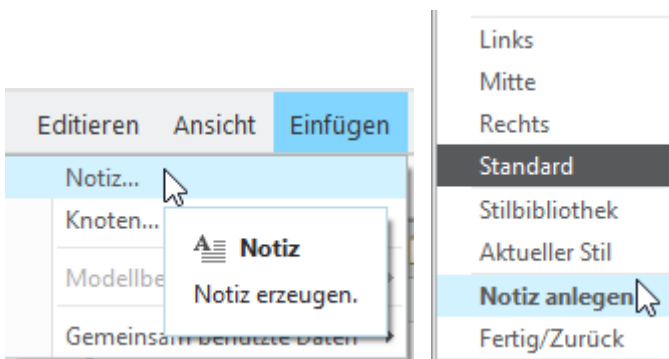 Editieren Ansicht Einfügen
Notiz...
Knoten...
Notiz
Notiz erzeugen.
Links
Mitte
Rechts
Standard
Stilbibliothek
Aktueller Stil
Notiz anlegen
Fertig/Zurück